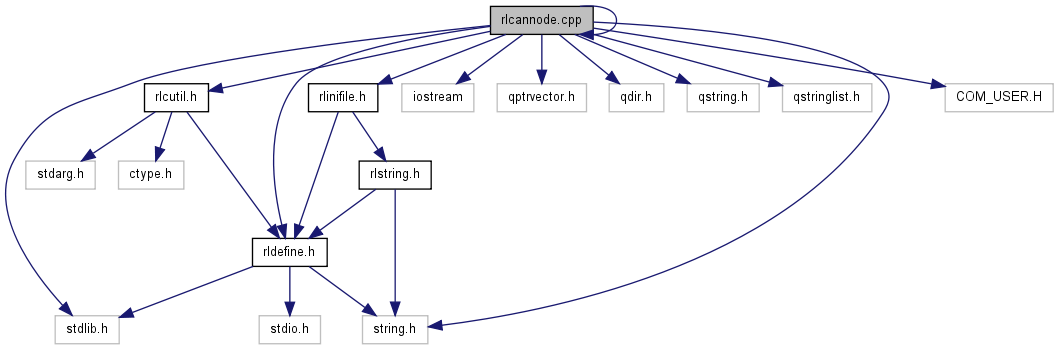 rlcannode.cpp
rlcutil.h
rlinifile.h
iostream
qptrvector.h
qdir.h
qstring.h
qstringlist.h
COM_USER.H
stdarg.h
ctype.h
rlstring.h
rldefine.h
stdlib.h
stdio.h
string.h